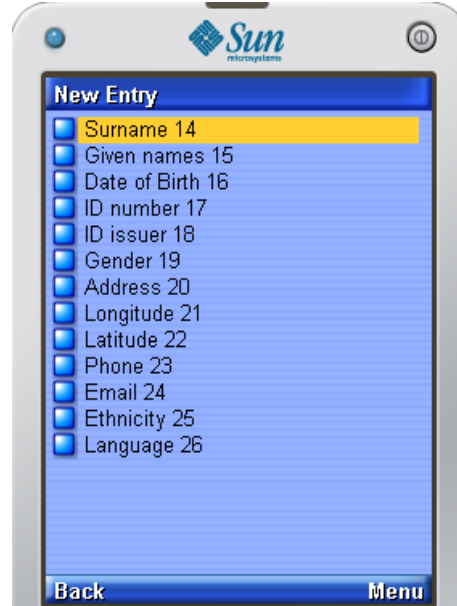 Sun
microsystems
New Entry
Surname 14
Given names 15
Date of Birth 16
ID number 17
ID issuer 18
Gender 19
Address 20
Longitude 21
Latitude 22
Phone 23
Email 24
Ethnicity 25
Language 26
Back Menu